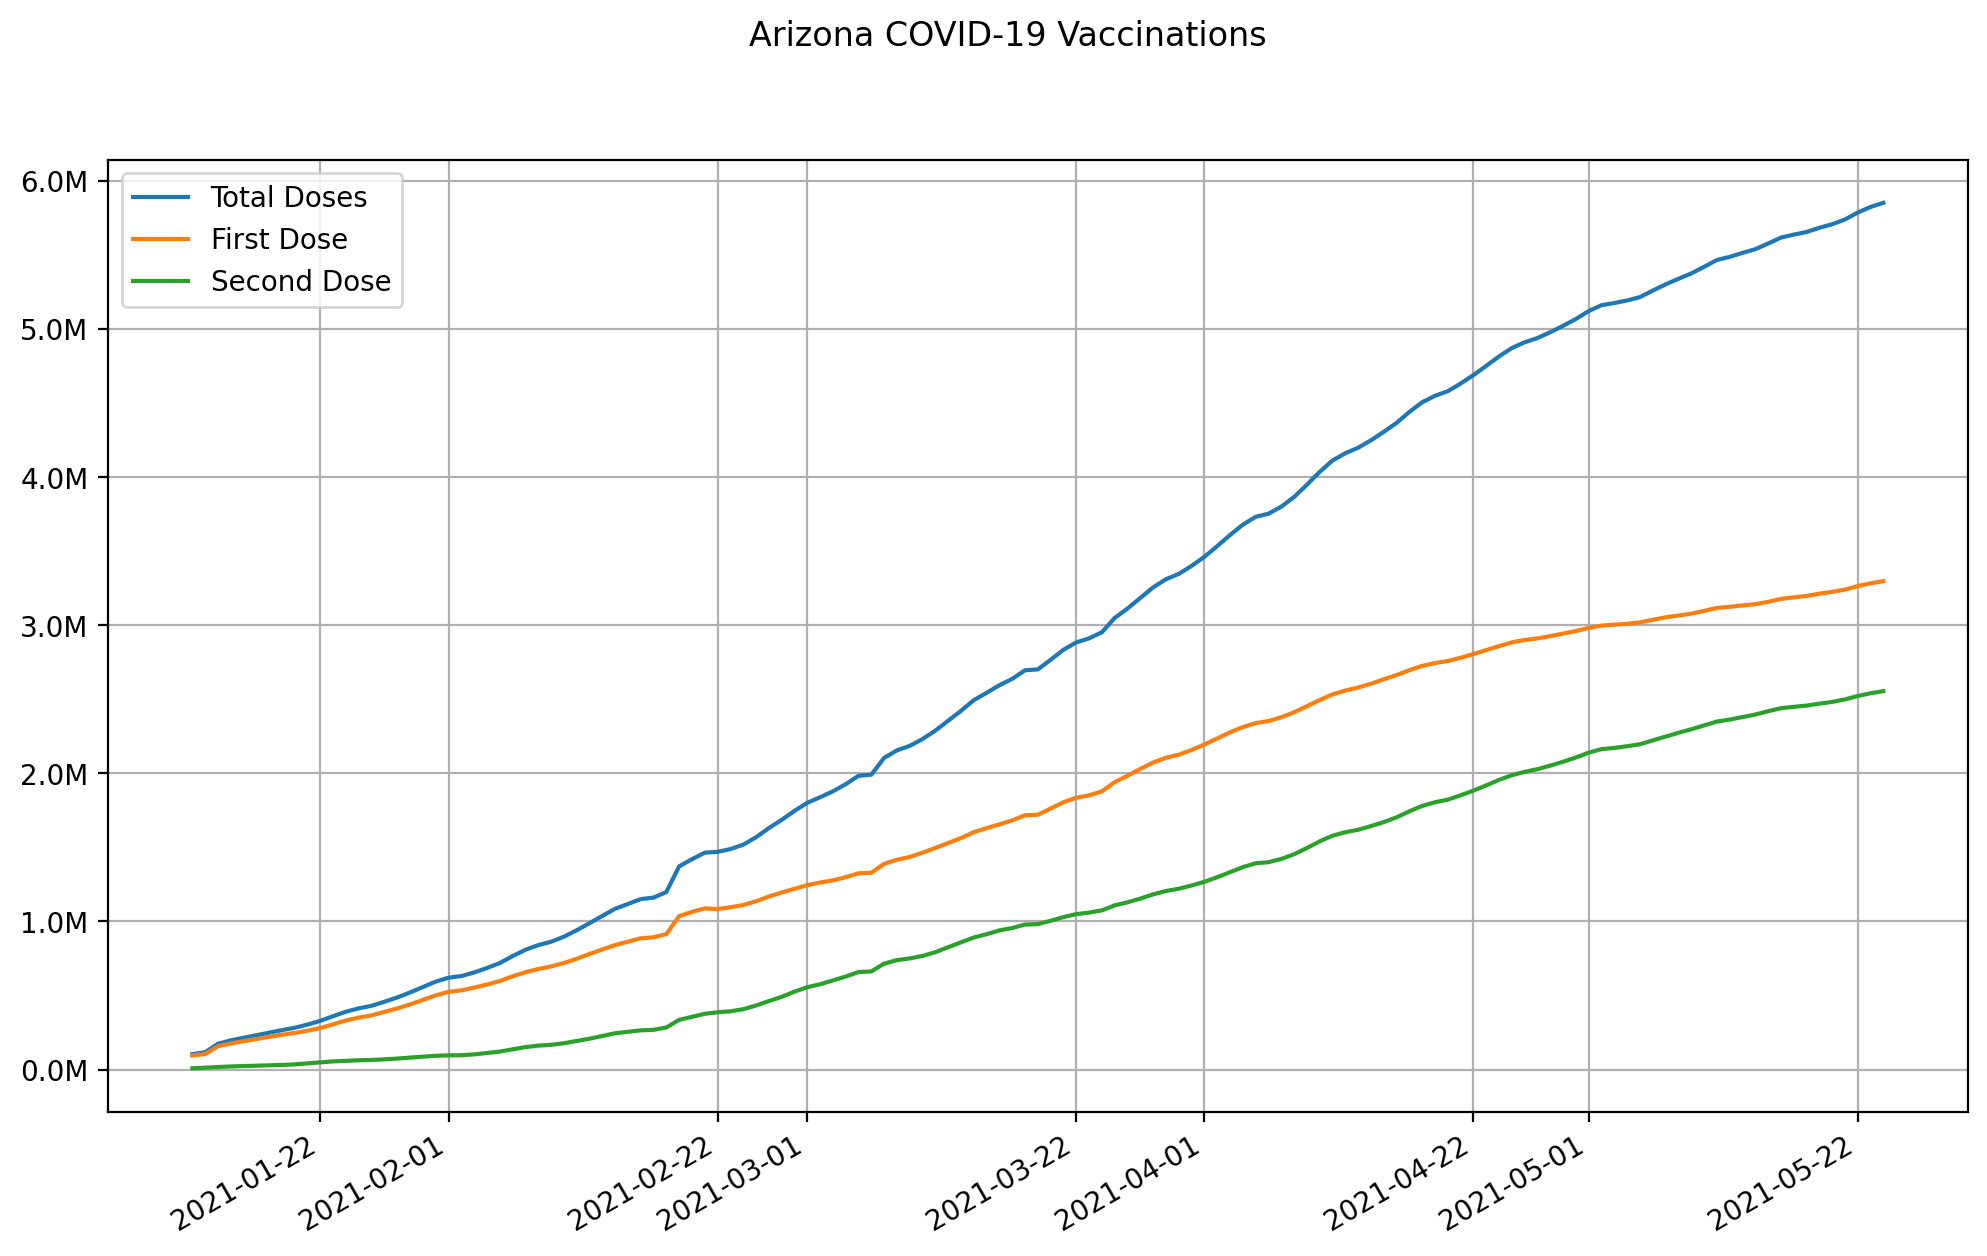 Arizona COVID-19 Vaccinations
Total Doses
First Dose
Second Dose
6.0M
5.0M
4.0M
3.0M
2.0M
1.0M
0.0M
2021-01-22
2021-02-01
2021-02-22
2021-03-01
2021-03-22
2021-04-01
2021-04-22
2021-05-01
2021-05-22